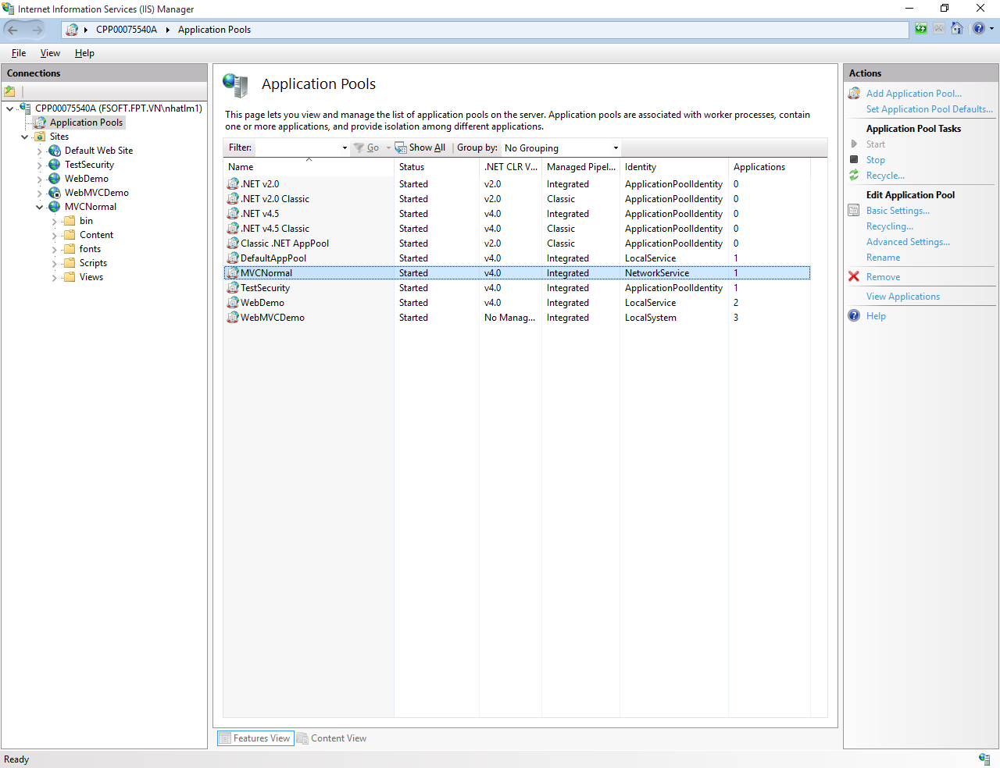 Internet Information Services (IIS) Manager
CPP00075540A Application Pools
File View Help
Connections
CPP00075540A (FSOFT.FPT.VN\nhatlm1)
Application Pools
Sites
Default Web Site
TestSecurity
WebDemo
WebMVCDemo
MVCNormal
bin
Content
fonts
Scripts
Views
Application Pools
This page lets you view and manage the list of application pools on the server. Application pools are associated with worker processes, contain
one or more applications, and provide isolation among different applications.
Filter: Go Show All Group by: No Grouping
Name Status .NET CLR V... Managed Pipel... Identity Applications
.NET v2.0 Started v2.0 Integrated ApplicationPoolIdentity 0
.NET v2.0 Classic Started v2.0 Classic ApplicationPoolIdentity 0
.NET v4.5 Started v4.0 Integrated ApplicationPoolIdentity 0
.NET v4.5 Classic Started v4.0 Classic ApplicationPoolIdentity 0
Classic .NET AppPool Started v2.0 Classic ApplicationPoolIdentity 0
DefaultAppPool Started v4.0 Integrated LocalService 1
MVCNormal Started v4.0 Integrated NetworkService 1
TestSecurity Started v4.0 Integrated ApplicationPoolIdentity 1
WebDemo Started v4.0 Integrated LocalService 2
WebMVCDemo Started No Manag... Integrated LocalSystem 3
Features View Content View
Actions
Add Application Pool...
Set Application Pool Defaults...
Application Pool Tasks
Start
Stop
Recycle...
Edit Application Pool
Basic Settings...
Recycling...
Advanced Settings...
Rename
Remove
View Applications
Help
Ready